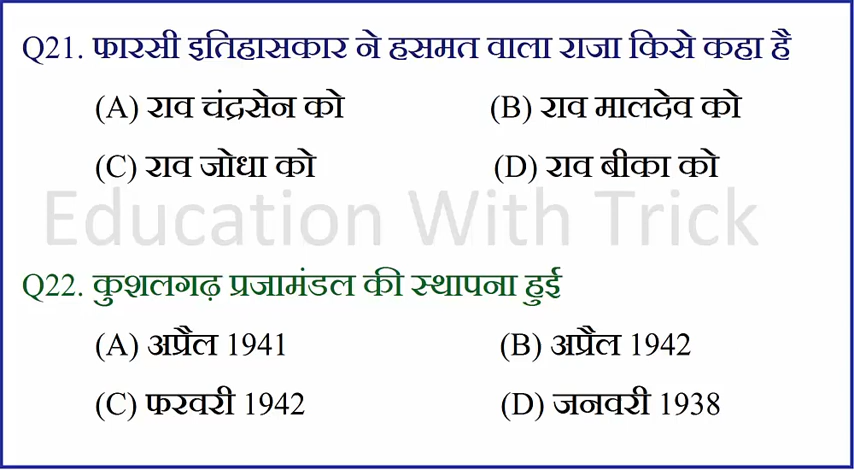 Q21. फारसी इतिहासकार ने हसमत वाला राजा किसे कहा है
(A) राव चंद्रसेन को (B) राव मालदेव को
(C) राव जोधा को (D) राव बीका को
Education With Trick
Q22. कुशलगढ़ प्रजामंडल की स्थापना हुई
(A) अप्रैल 1941 (B) अप्रैल 1942
(C) फरवरी 1942 (D) जनवरी 1938